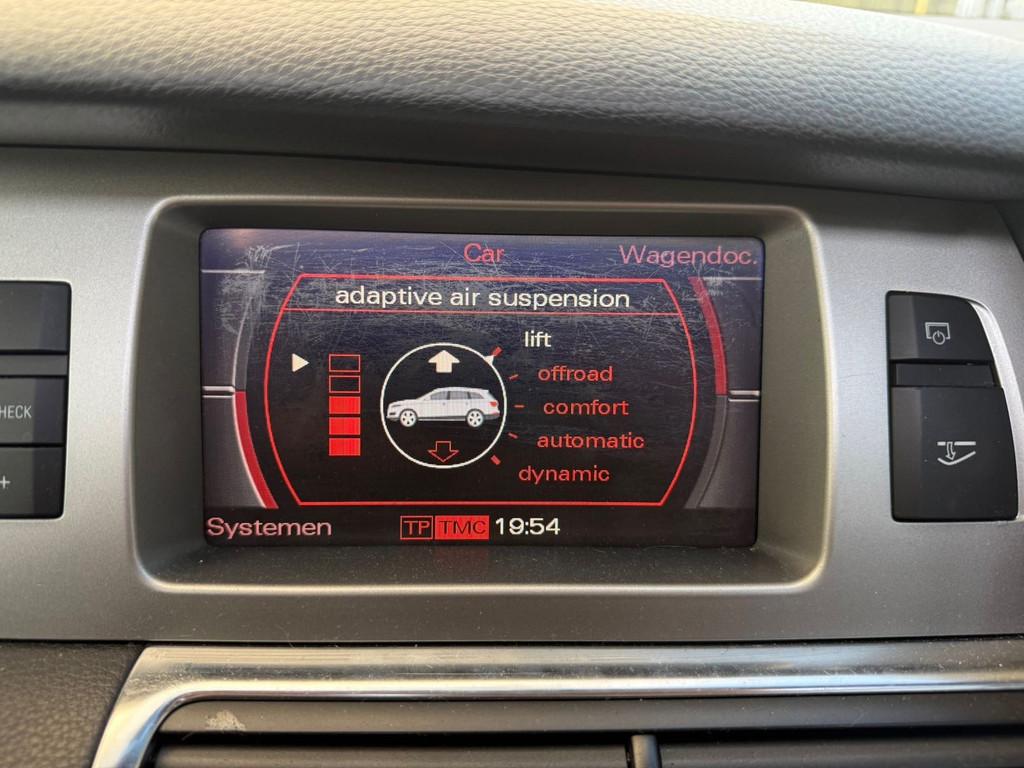 Car
Wagendoc.
adaptive air suspension
lift
offroad
comfort
automatic
dynamic
HECK
+
Systemen
TP TMC 19:54